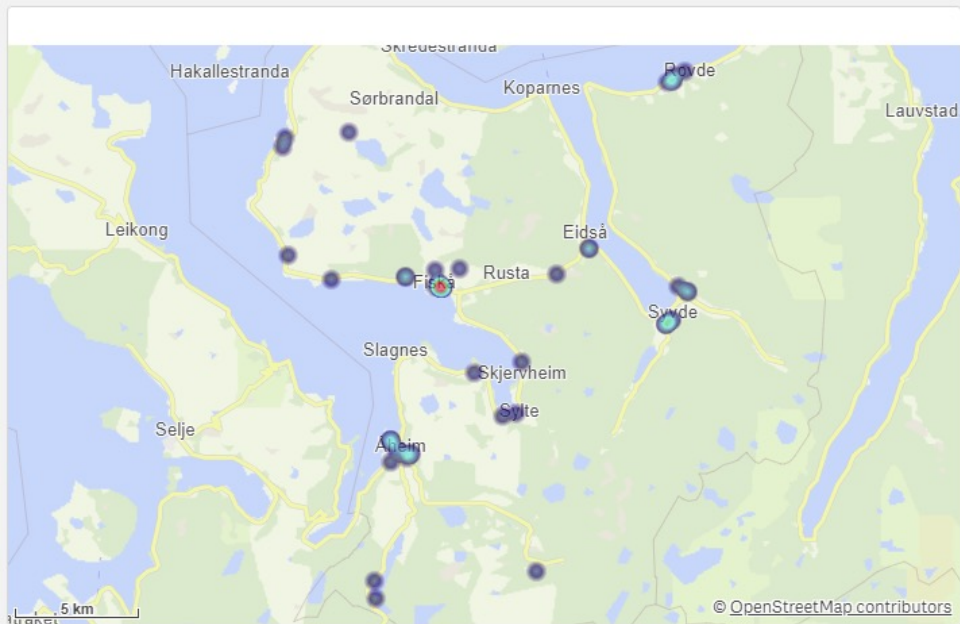 Skredestranda
Hakallestranda
Rovde
Koparnes
Sørbrandal
Lauvstad
Leikong
Eidså
Rusta
Fiskå
Syvde
Slagnes
Skjervheim
Sylte
Selje
Åheim
5 km
© OpenStreetMap contributors